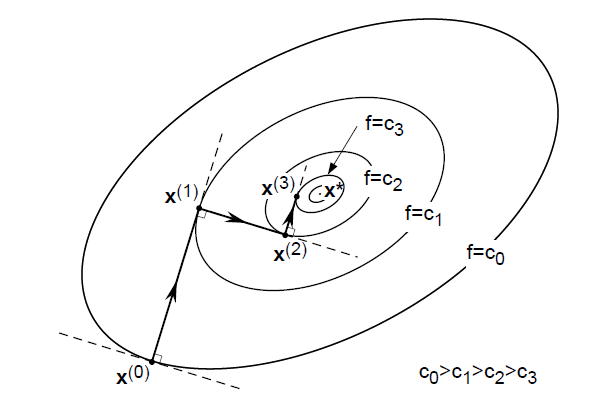 f=c₃
x⁽³⁾
x*
f=c₂
x⁽¹⁾
f=c₁
x⁽²⁾
f=c₀
x⁽⁰⁾
c₀>c₁>c₂>c₃